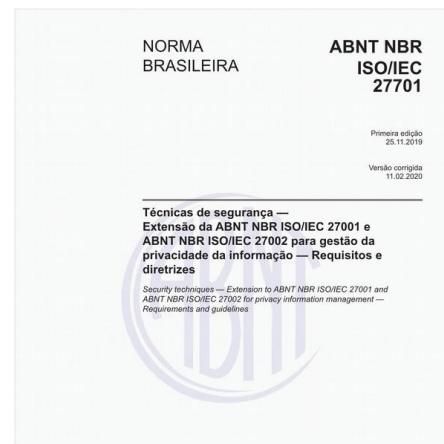 NORMA
BRASILEIRA
ABNT NBR
ISO/IEC
27701
Primeira edição
25.11.2019
Versão corrigida
11.02.2020
Técnicas de segurança —
Extensão da ABNT NBR ISO/IEC 27001 e
ABNT NBR ISO/IEC 27002 para gestão da
privacidade da informação — Requisitos e
diretrizes
Security techniques — Extension to ABNT NBR ISO/IEC 27001 and
ABNT NBR ISO/IEC 27002 for privacy information management —
Requirements and guidelines
ABNT